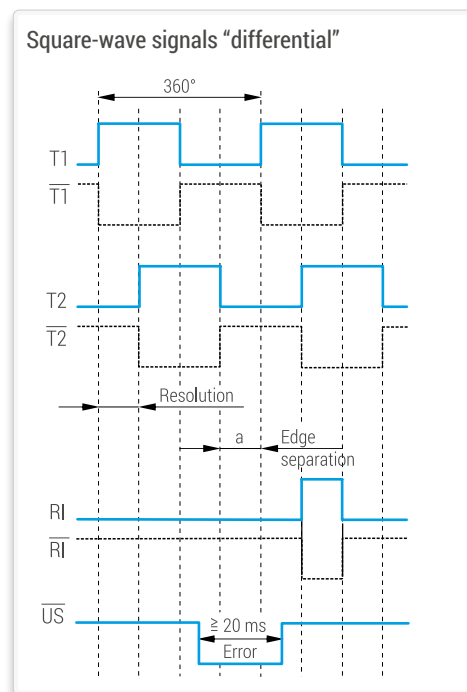 Square-wave signals “differential”
360°
T1
T1
T2
T2
Resolution
a
Edge
separation
RI
RI
US
≧ 20 ms
Error